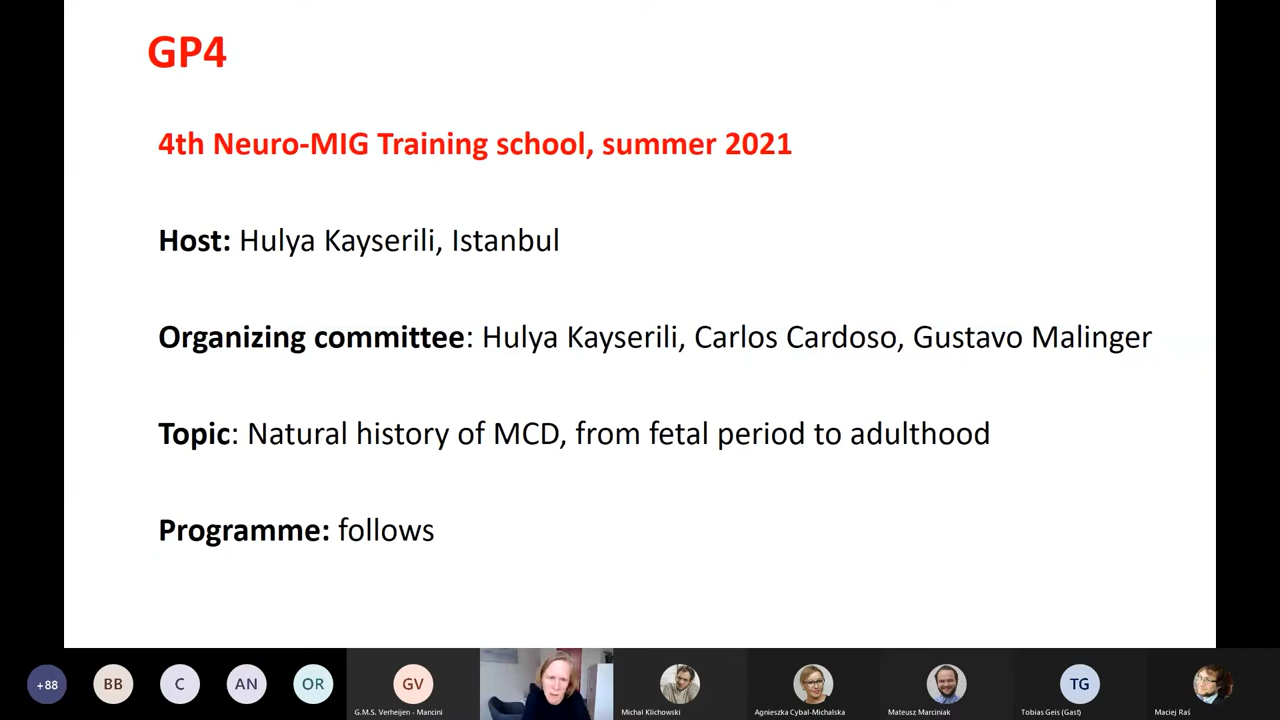 GP4
4th Neuro-MIG Training school, summer 2021
Host: Hulya Kayserili, Istanbul
Organizing committee: Hulya Kayserili, Carlos Cardoso, Gustavo Malinger
Topic: Natural history of MCD, from fetal period to adulthood
Programme: follows
+88
BB
C
AN
OR
GV
TG
G.M.S. Verheijen - Mancini
Michał Klichowski
Agnieszka Cybal-Michalska
Mateusz Marciniak
Tobias Geis (Gast)
Maciej Raś